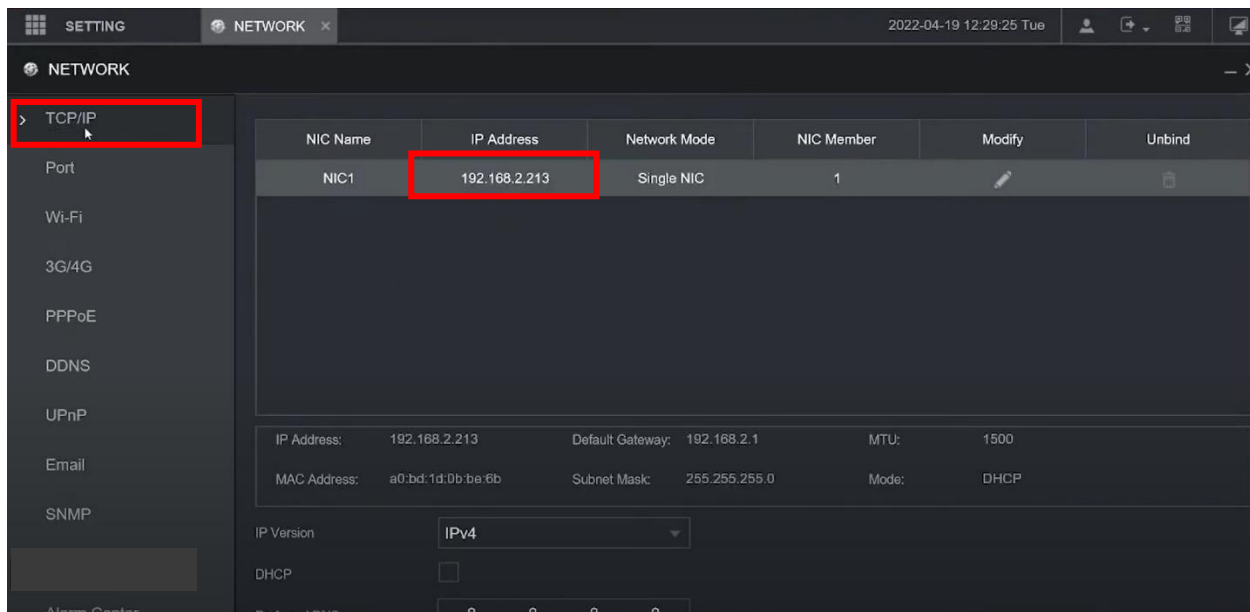 SETTING NETWORK × 2022-04-19 12:29:25 Tue
NETWORK
TCP/IP
Port
Wi-Fi
3G/4G
PPPoE
DDNS
UPnP
Email
SNMP
NIC Name IP Address Network Mode NIC Member Modify Unbind
NIC1 192.168.2.213 Single NIC 1
IP Address: 192.168.2.213 Default Gateway: 192.168.2.1 MTU: 1500
MAC Address: a0:bd:1d:0b:be:6b Subnet Mask: 255.255.255.0 Mode: DHCP
IP Version IPv4
DHCP